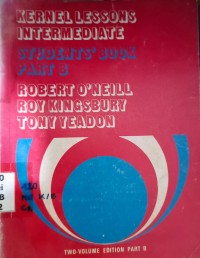 KERNEL LESSONS
INTERMEDIATE
STUDENTS' BOOK
PART B
ROBERT O'NEILL
ROY KINGSBURY
TONY YEADON
TWO-VOLUME EDITION PART B